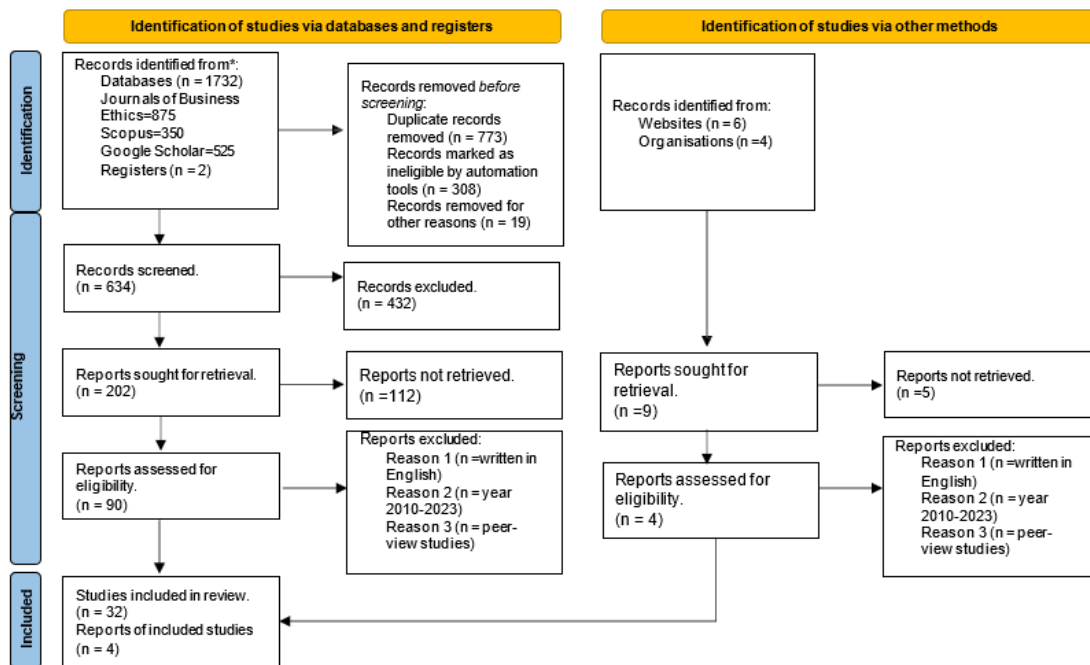 Identification of studies via databases and registers
Identification of studies via other methods
Identification
Records identified from*:
Databases (n = 1732)
Journals of Business
Ethics=875
Scopus=350
Google Scholar=525
Registers (n = 2)
Records removed before
screening:
Duplicate records
removed (n = 773)
Records marked as
ineligible by automation
tools (n = 308)
Records removed for
other reasons (n = 19)
Records identified from:
Websites (n = 6)
Organisations (n =4)
Screening
Records screened.
(n = 634)
Records excluded.
(n = 432)
Reports sought for retrieval.
(n = 202)
Reports not retrieved.
(n =112)
Reports sought for
retrieval.
(n =9)
Reports not retrieved.
(n =5)
Reports assessed for
eligibility.
(n = 90)
Reports excluded:
Reason 1 (n =written in
English)
Reason 2 (n = year
2010-2023)
Reason 3 (n = peer-
view studies)
Reports assessed for
eligibility.
(n = 4)
Reports excluded:
Reason 1 (n =written in
English)
Reason 2 (n = year
2010-2023)
Reason 3 (n = peer-
view studies)
Included
Studies included in review.
(n = 32)
Reports of included studies
(n = 4)